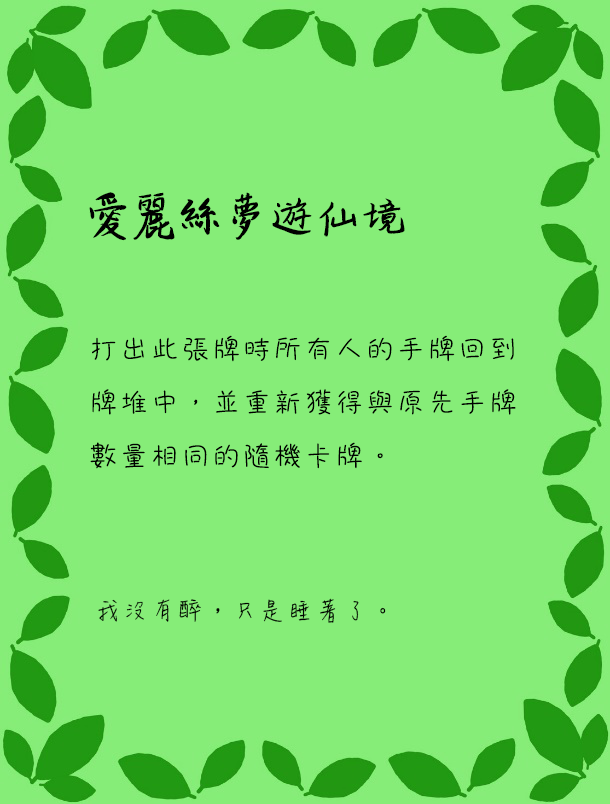 愛麗絲夢遊仙境
打出此張牌時所有人的手牌回到
牌堆中，並重新獲得與原先手牌
數量相同的隨機卡牌。
我沒有醉，只是睡著了。